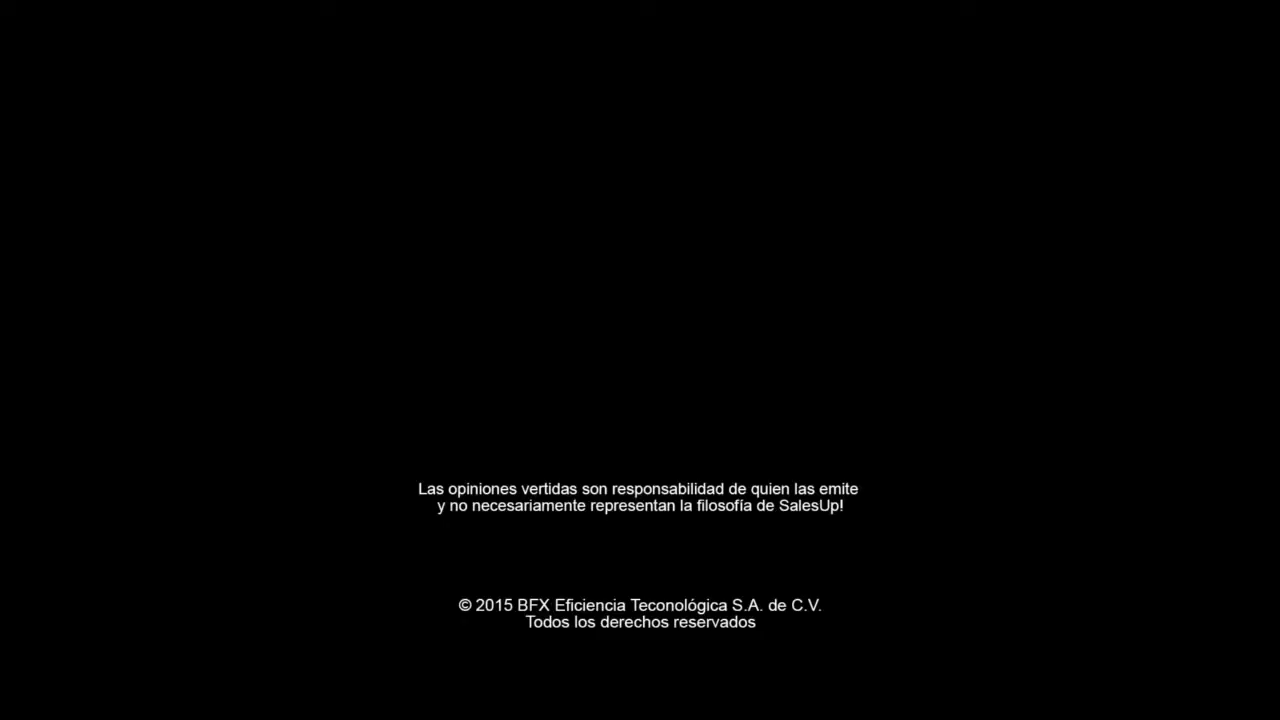 Las opiniones vertidas son responsabilidad de quien las emite
y no necesariamente representan la filosofía de SalesUp!
© 2015 BFX Eficiencia Teconológica S.A. de C.V.
Todos los derechos reservados